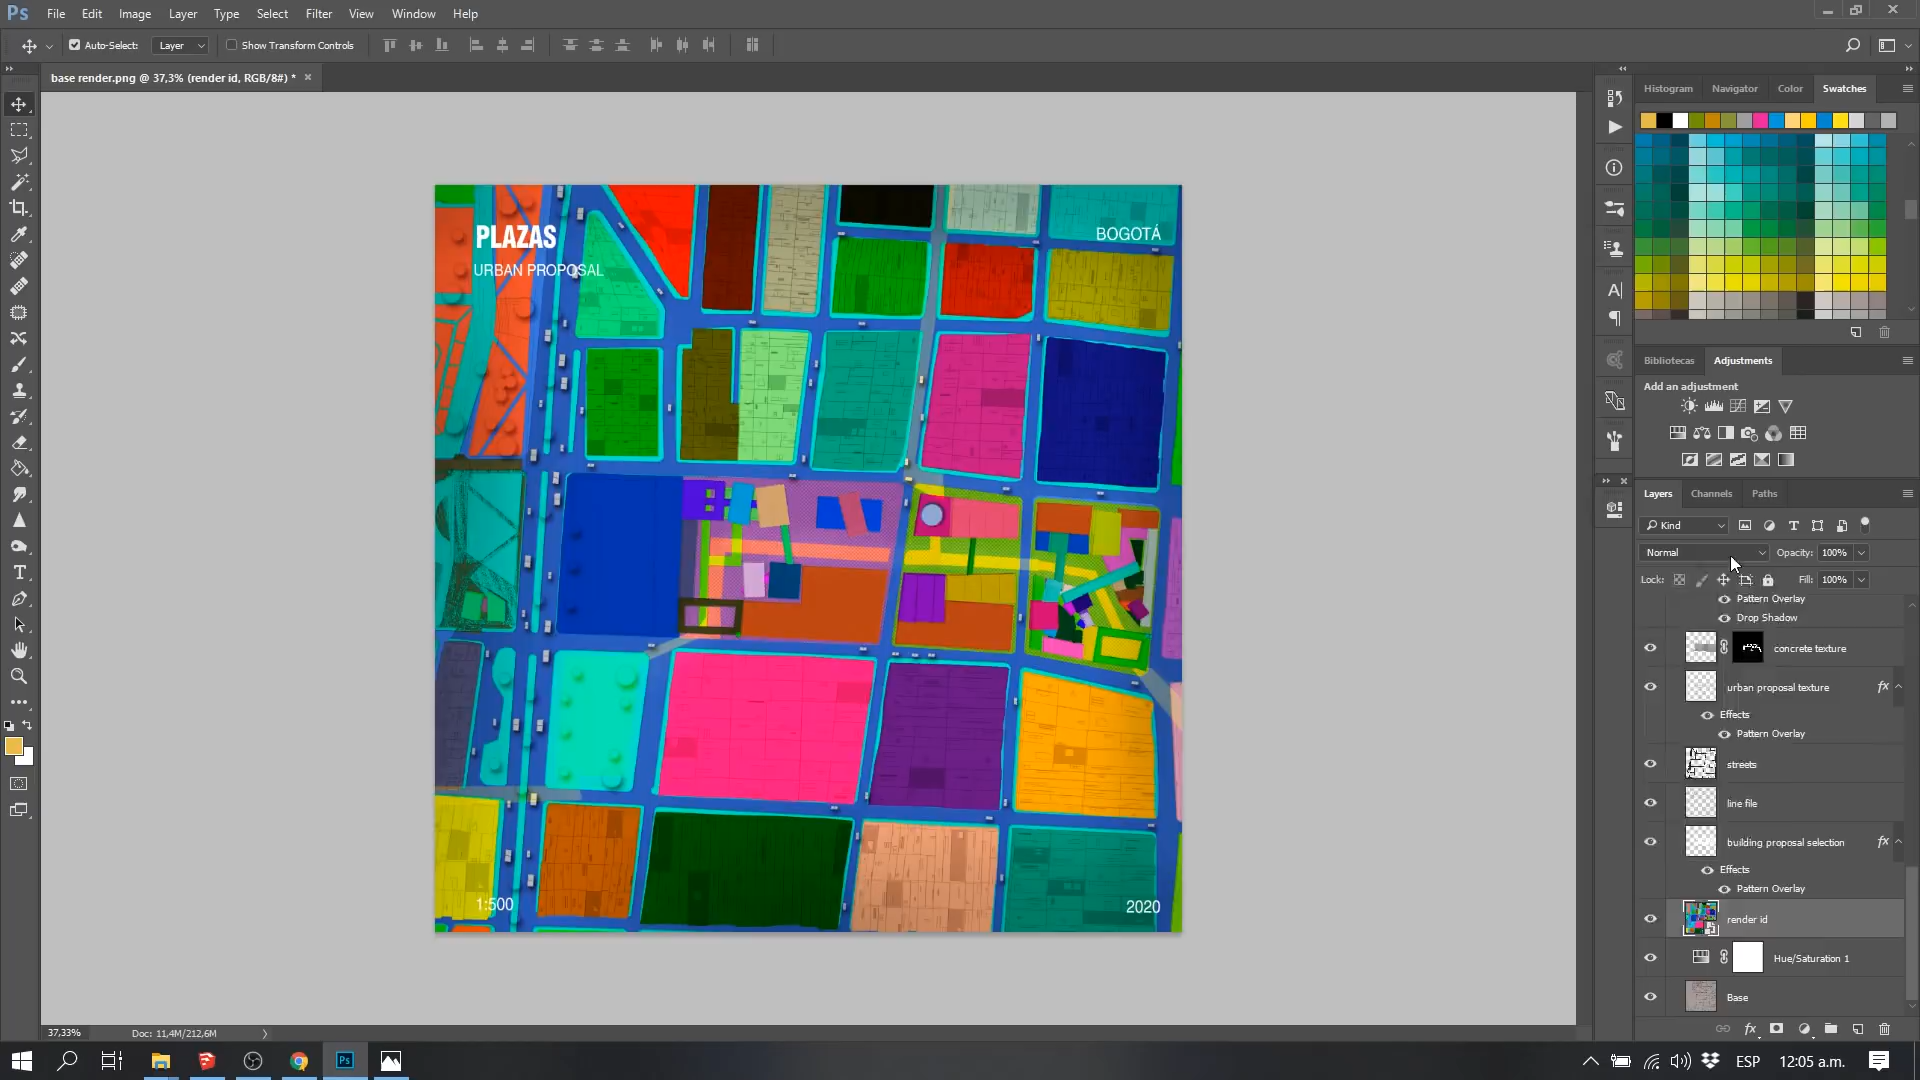 Ps File Edit Image Layer Type Select Filter View Window Help
Auto-Select: Layer Show Transform Controls
base render.png @ 37,3% (render id, RGB/8#) *
Histogram Navigator Color Swatches
PLAZAS
URBAN PROPOSAL
BOGOTÁ
1:500
2020
Bibliotecas Adjustments
Add an adjustment
Layers Channels Paths
Kind
Normal Opacity: 100%
Lock: Fill: 100%
Pattern Overlay
Drop Shadow
concrete texture
urban proposal texture fx
Effects
Pattern Overlay
streets
line file
building proposal selection fx
Effects
Pattern Overlay
render id
Hue/Saturation 1
Base
fx
37,33% Doc: 11,4M/212,6M
Ps ESP 12:05 a.m.